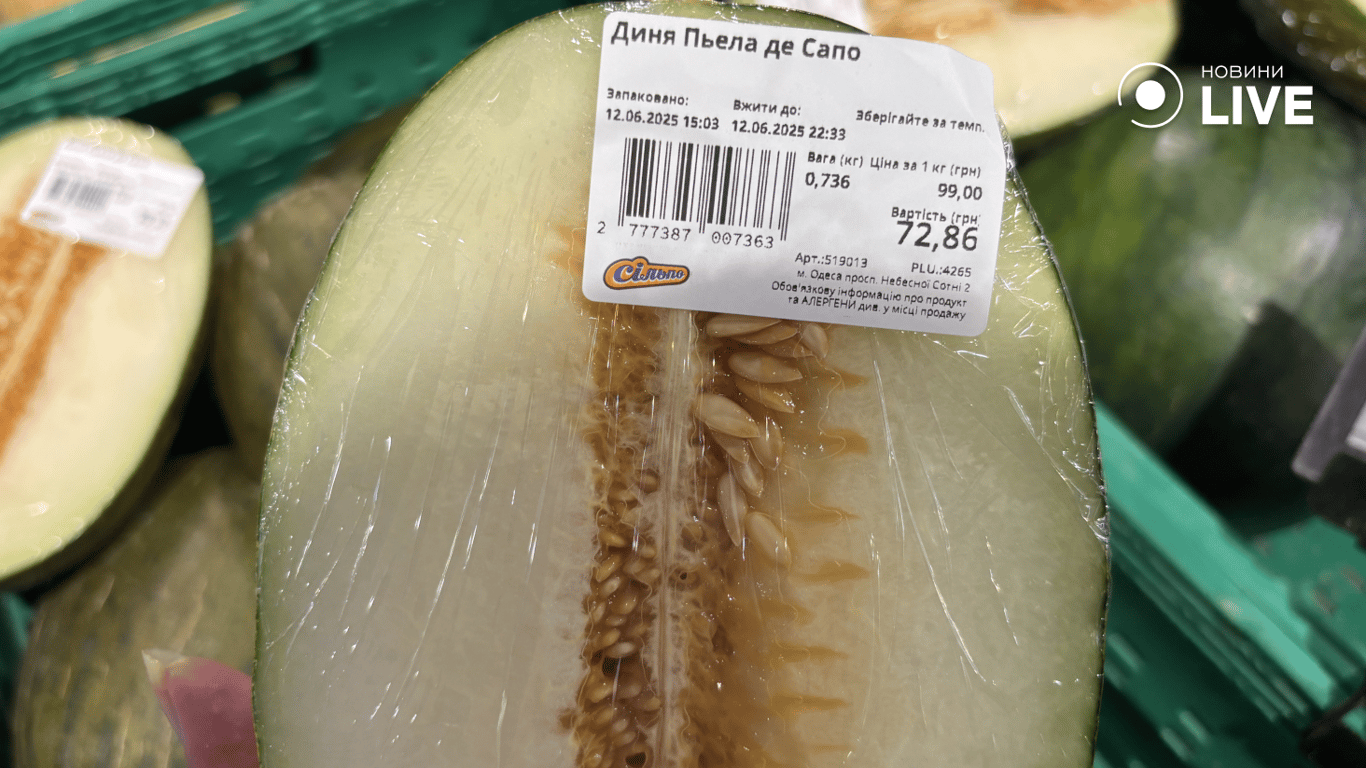 Диня Пьела де Сапо
Запаковано: Вжити до: Зберігайте за темп.
12.06.2025 15:03 12.06.2025 22:33
Вага (кг) Ціна за 1 кг (грн)
0,736 99,00
Вартість (грн
72,86
2 777387 007363
Арт.:519013 PLU.:4265
м. Одеса просп. Небесної Сотні 2
Обов'язкову інформацію про продукт
та АЛЕРГЕНИ див. у місці продажу
Сільпо
НОВИНИ
LIVE